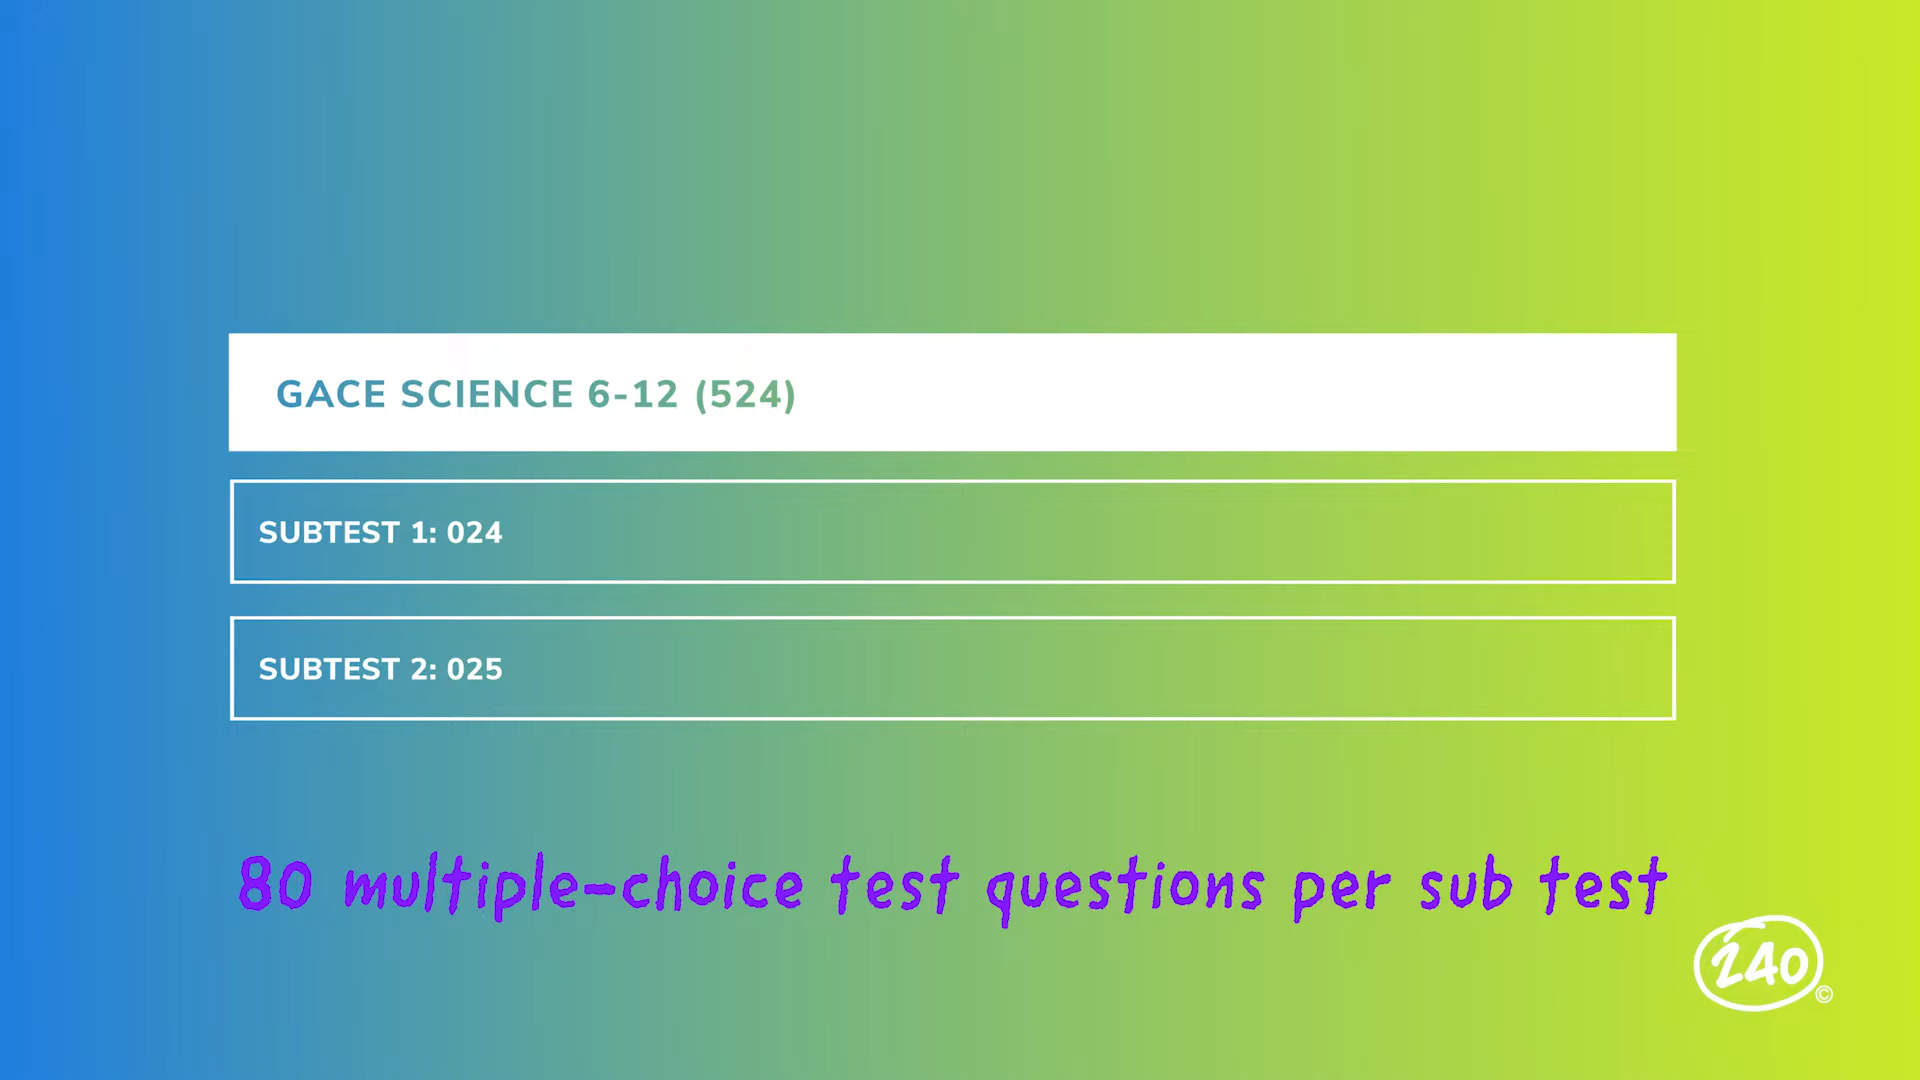 GACE SCIENCE 6-12 (524)
SUBTEST 1: 024
SUBTEST 2: 025
80 multiple-choice test questions per sub test
240
©